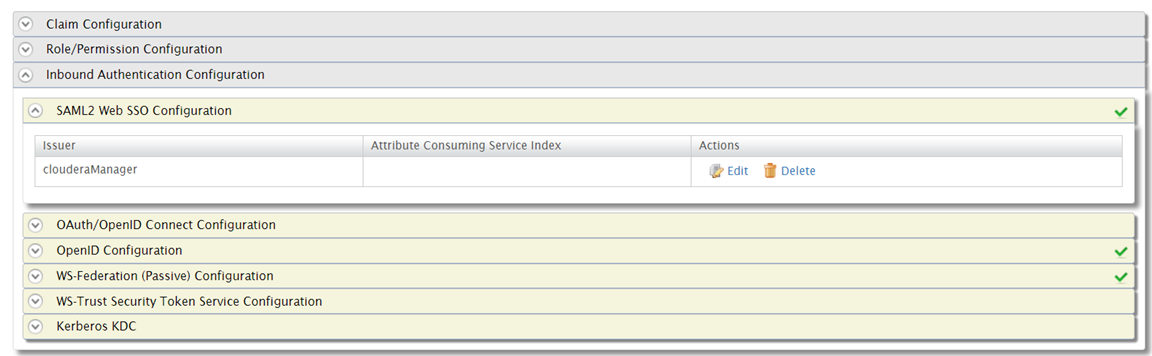 Claim Configuration
Role/Permission Configuration
Inbound Authentication Configuration
SAML2 Web SSO Configuration
Issuer Attribute Consuming Service Index Actions
clouderaManager Edit Delete
OAuth/OpenID Connect Configuration
OpenID Configuration
WS-Federation (Passive) Configuration
WS-Trust Security Token Service Configuration
Kerberos KDC